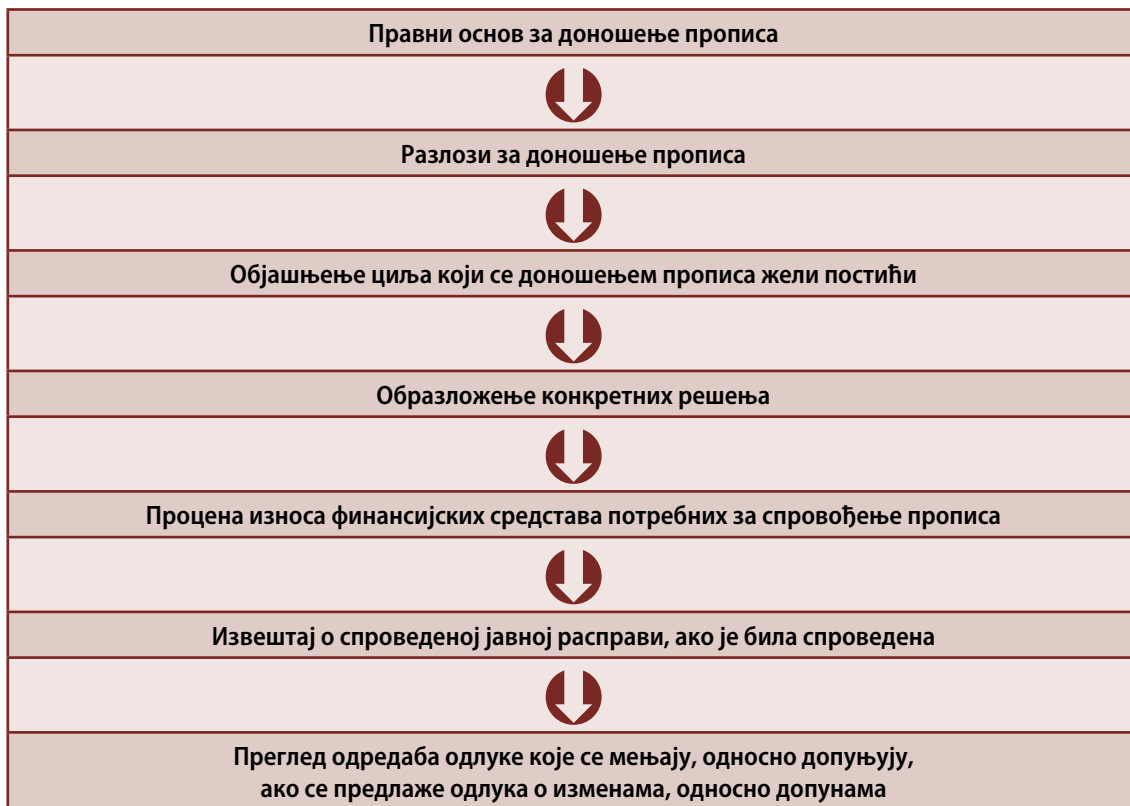 Правни основ за доношење прописа
Разлози за доношење прописа
Објашњење циља који се доношењем прописа жели постићи
Образложење конкретних решења
Процена износа финансијских средстава потребних за спровођење прописа
Извештај о спроведеној јавној расправи, ако је била спроведена
Преглед одредаба одлуке које се мењају, односно допуњују,
ако се предлаже одлука о изменама, односно допунама